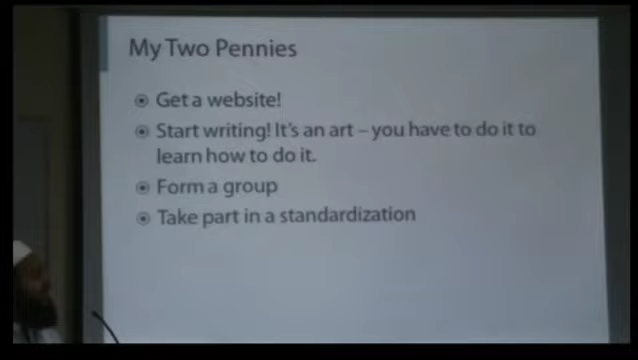 My Two Pennies
Get a website!
Start writing! It's an art – you have to do it to
learn how to do it.
Form a group
Take part in a standardization